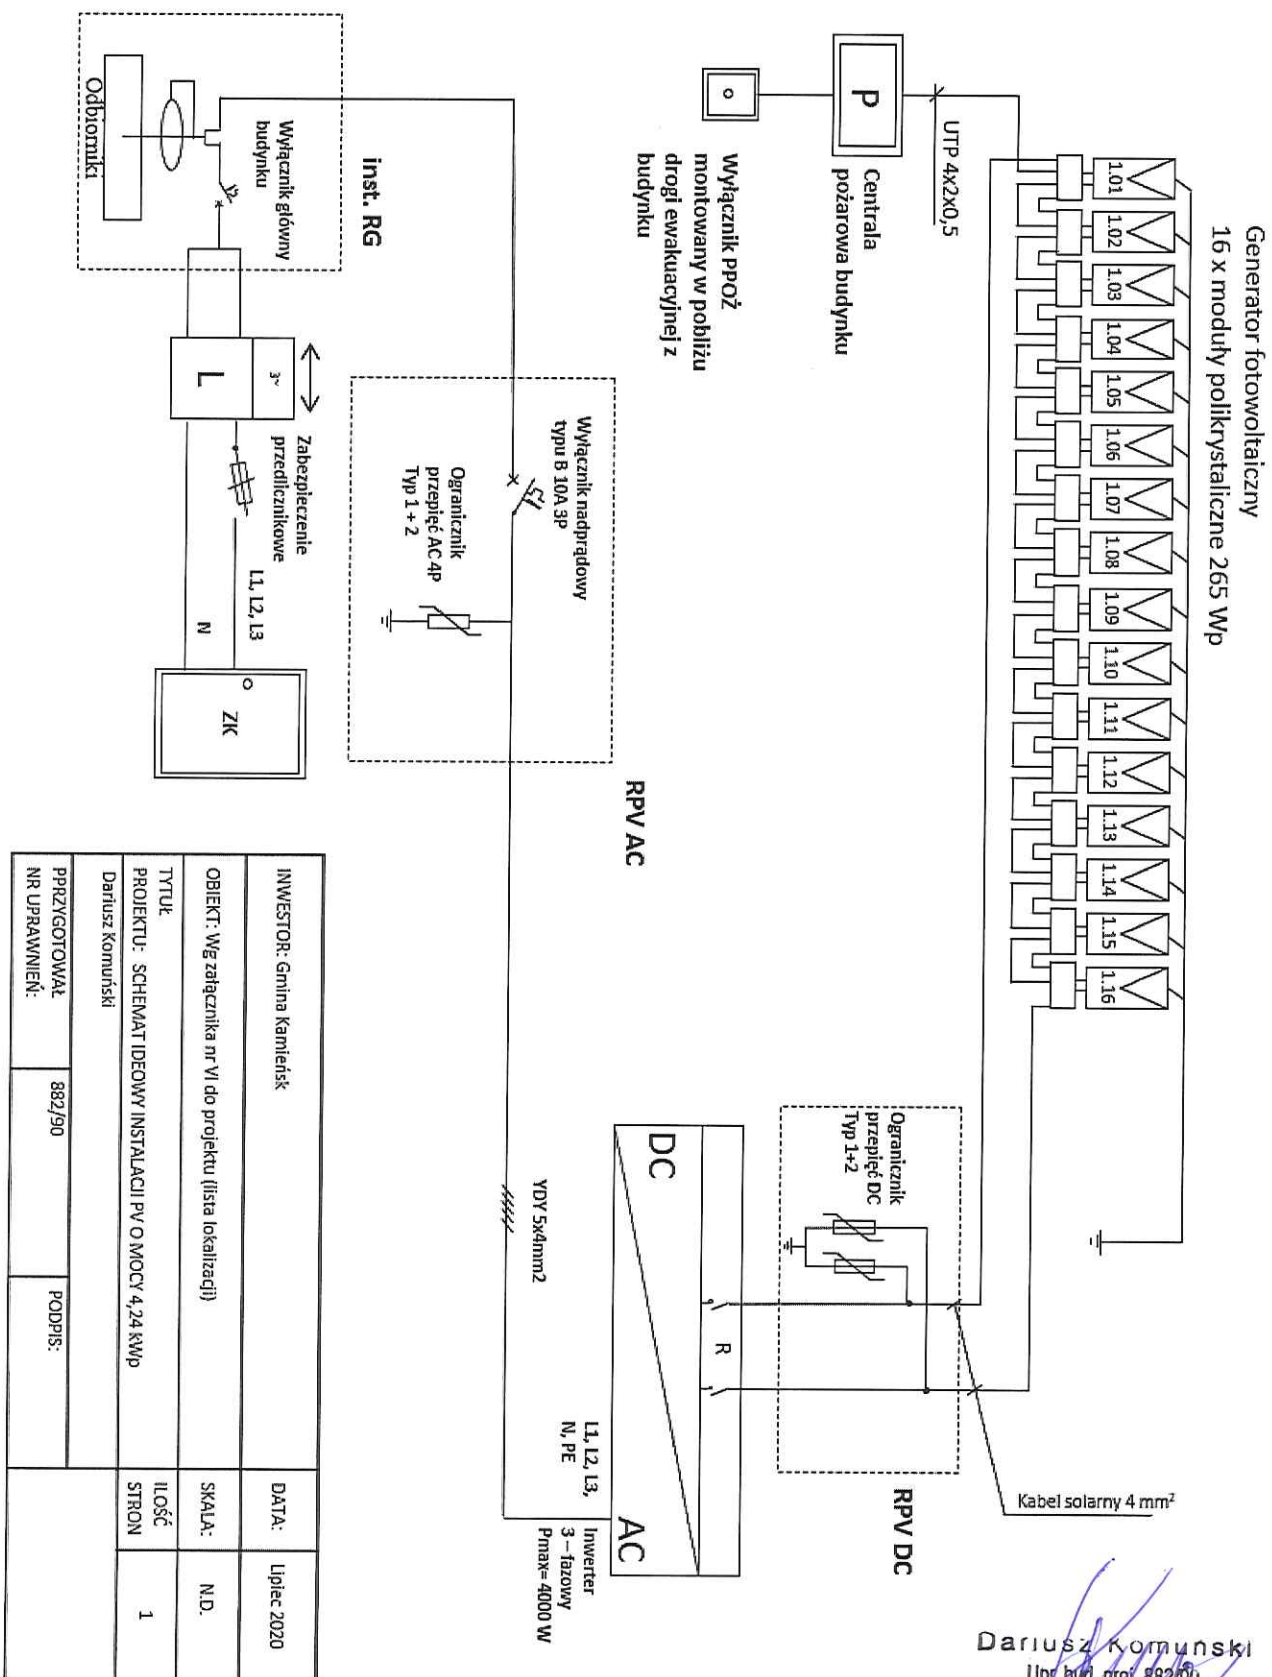 Generator fotowoltaiczny
16 x moduły polikrystaliczne 265 Wp
1.01
1.02
1.03
1.04
1.05
1.06
1.07
1.08
1.09
1.10
1.11
1.12
1.13
1.14
1.15
1.16
UTP 4x2x0,5
P
Centrala
pożarowa budynku
Wyłącznik PPOŻ
montowany w pobliżu
drogi ewakuacyjnej z
budynku
Kabel solarny 4 mm²
RPV DC
Ogranicznik
przepięć DC
Typ 1+2
R
DC
AC
L1, L2, L3,
N, PE
Inwerter
3 – fazowy
Pmax= 4000 W
YDY 5x4mm2
RPV AC
Wyłącznik nadprądowy
typu B 10A 3P
Ogranicznik
przepięć AC 4P
Typ 1 + 2
inst. RG
Wyłącznik główny
budynku
Odbiorniki
3~
L
Zabezpieczenie
przedlicznikowe
L1, L2, L3
N
ZK
INWESTOR: Gmina Kamieńsk
DATA:
Lipiec 2020
OBIEKT: Wg załącznika nr VI do projektu (lista lokalizacji)
SKALA:
N.D.
TYTUŁ
PROJEKTU: SCHEMAT IDEOWY INSTALACJI PV O MOCY 4,24 kWp
ILOŚĆ
STRON
1
Dariusz Komuński
PPRZYGOTOWAŁ
NR UPRAWNIEŃ:
882/90
PODPIS:
Dariusz Komuński
Upr. bud. proj. 882/90